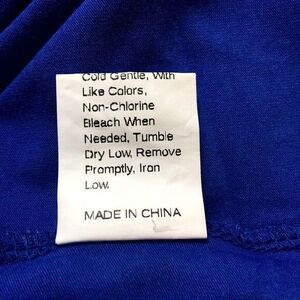 Cold Gentle, With
Like Colors,
Non-Chlorine
Bleach When
Needed, Tumble
Dry Low, Remove
Promptly, Iron
Low.
MADE IN CHINA